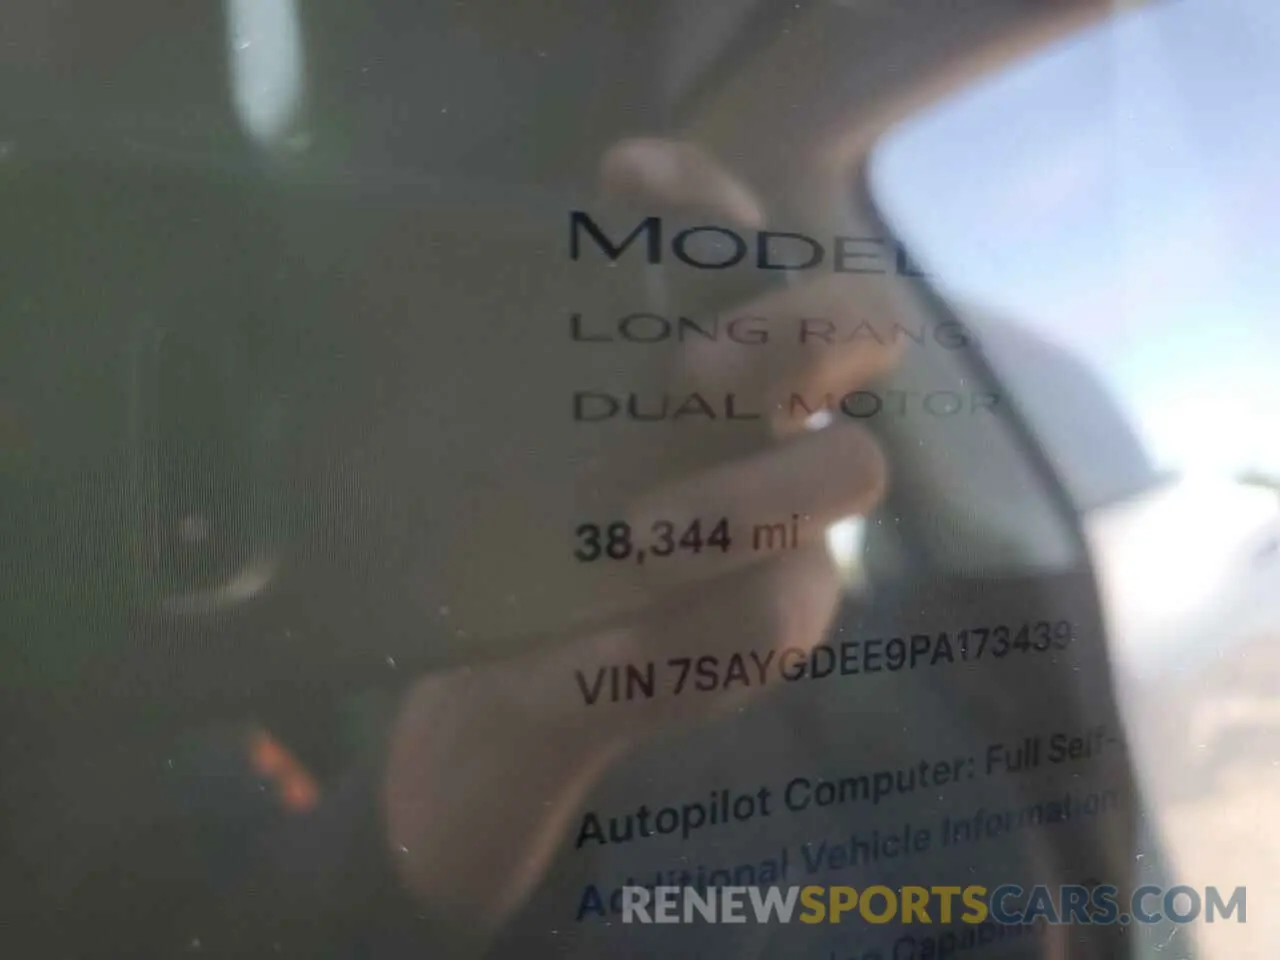 MODEL
LONG RANG
DUAL MOTOR
38,344 mi
VIN 7SAYGDEE9PA173439
Autopilot Computer: Full Self-
Additional Vehicle Information
RENEWSPORTSCARS.COM
Capability